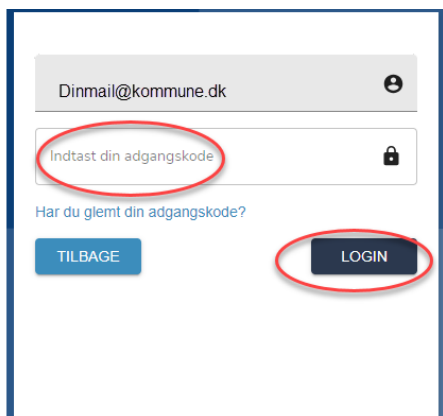 Dinmail@kommune.dk
Indtast din adgangskode
Har du glemt din adgangskode?
TILBAGE
LOGIN